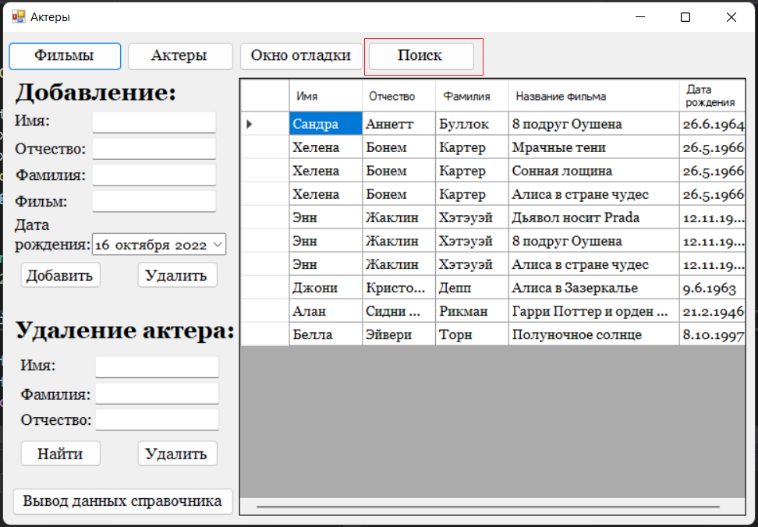 Актеры
Фильмы Актеры Окно отладки Поиск
Добавление:
Имя:
Отчество:
Фамилия:
Фильм:
Дата
рождения: 16 октября 2022
Добавить Удалить
Удаление актера:
Имя:
Фамилия:
Отчество:
Найти Удалить
Вывод данных справочника
Имя Отчество Фамилия Название фильма Дата рождения
Сандра Аннетт Буллок 8 подруг Оушена 26.6.1964
Хелена Бонем Картер Мрачные тени 26.5.1966
Хелена Бонем Картер Сонная лощина 26.5.1966
Хелена Бонем Картер Алиса в стране чудес 26.5.1966
Энн Жаклин Хэтэуэй Дьявол носит Prada 12.11.19...
Энн Жаклин Хэтэуэй 8 подруг Оушена 12.11.19...
Энн Жаклин Хэтэуэй Алиса в стране чудес 12.11.19...
Джони Кристо... Депп Алиса в Зазеркалье 9.6.1963
Алан Сидни ... Рикман Гарри Поттер и орден ... 21.2.1946
Белла Эйвери Торн Полуночное солнце 8.10.1997